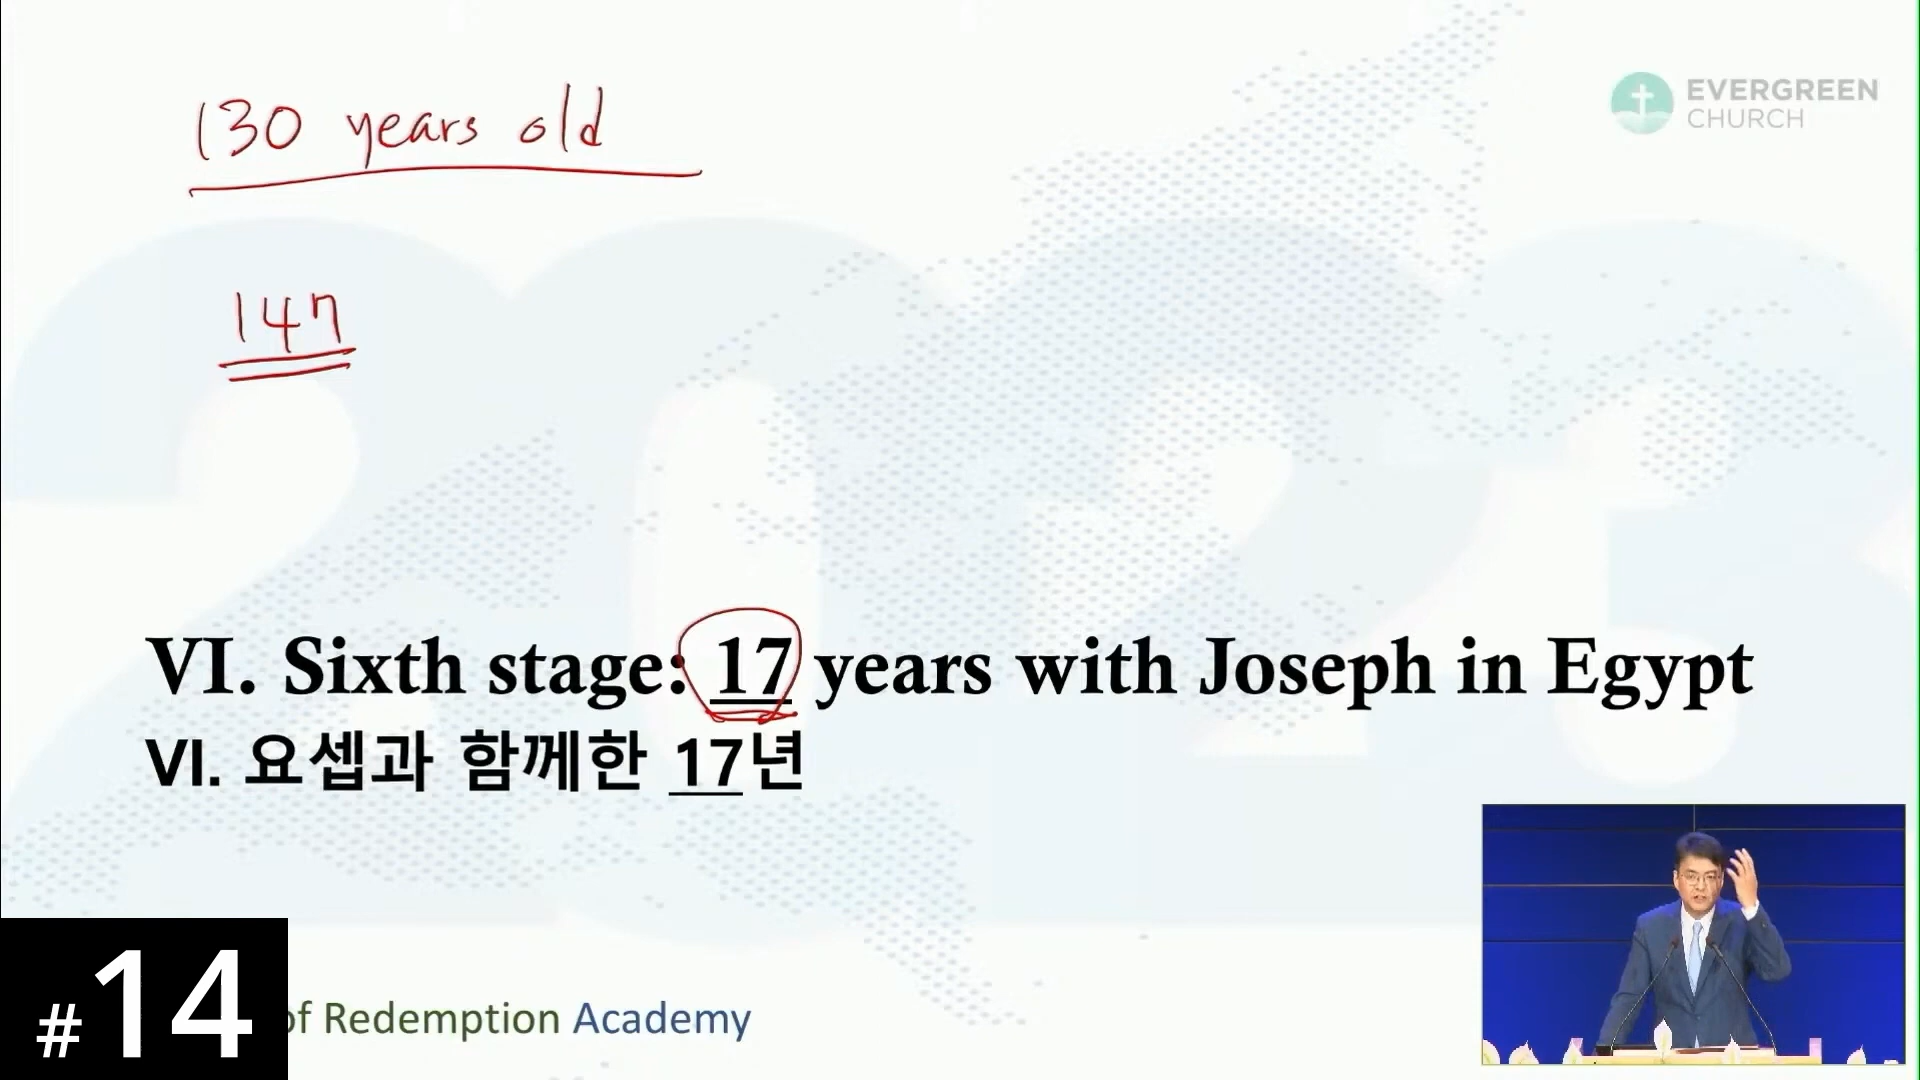 130 years old
EVERGREEN
CHURCH
147
2023
VI. Sixth stage: 17 years with Joseph in Egypt
VI. 요셉과 함께한 17년
#14
of Redemption Academy